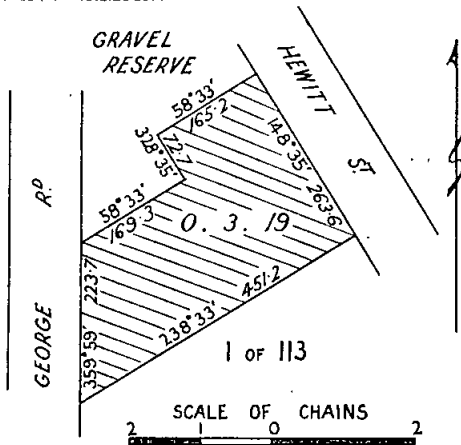 GRAVEL
RESERVE
HEWITT
ST.
58°33'
165.2
328°35'
72.7
148°35'
263.6
58°33'
169.3
0. 3. 19
GEORGE RD
359°59'
223.7
238°33'
451.2
1 OF 113
SCALE OF CHAINS
2 1 0 2